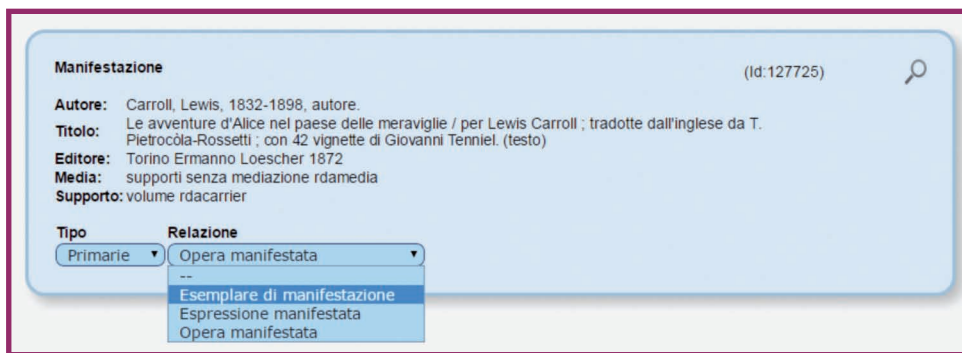 Manifestazione (Id:127725)
Autore: Carroll, Lewis, 1832-1898, autore.
Titolo: Le avventure d'Alice nel paese delle meraviglie / per Lewis Carroll ; tradotte dall'inglese da T.
Pietrocòla-Rossetti ; con 42 vignette di Giovanni Tenniel. (testo)
Editore: Torino Ermanno Loescher 1872
Media: supporti senza mediazione rdamedia
Supporto: volume rdacarrier
Tipo Relazione
Primarie Opera manifestata
--
Esemplare di manifestazione
Espressione manifestata
Opera manifestata